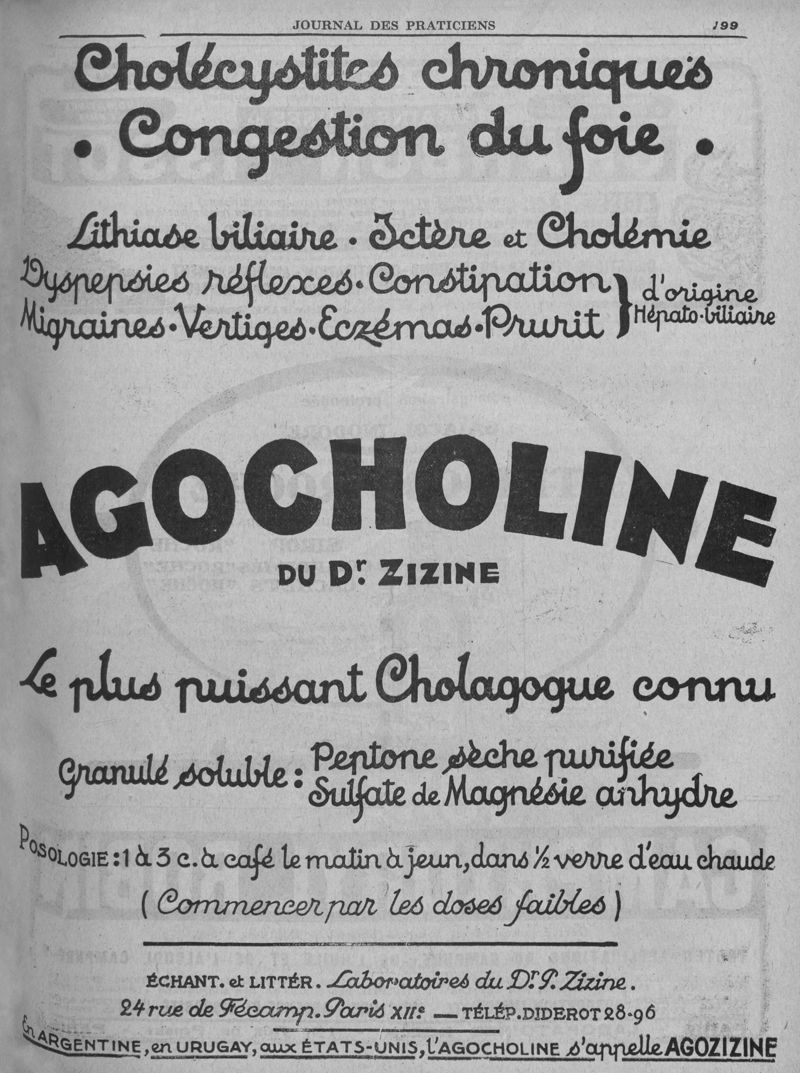 JOURNAL DES PRATICIENS 199
Cholécystites chroniques
• Congestion du foie •
Lithiase biliaire • Ictère et Cholémie
Dyspepsies réflexes • Constipation
Migraines • Vertiges • Eczémas • Prurit
} d'origine
Hépato-biliaire
AGOCHOLINE
DU Dr. ZIZINE
Le plus puissant Cholagogue connu
Granulé soluble : Peptone sèche purifiée
Sulfate de Magnésie anhydre
POSOLOGIE : 1 à 3 c. à café le matin à jeun, dans ½ verre d'eau chaude
( Commencer par les doses faibles )
ÉCHANT. et LITTÉR. Laboratoires du Dr. P. Zizine.
24 rue de Fécamp. Paris XIIe — TÉLÉP. DIDEROT 28-96
En ARGENTINE, en URUGAY, aux ÉTATS-UNIS, l'AGOCHOLINE s'appelle AGOZIZINE